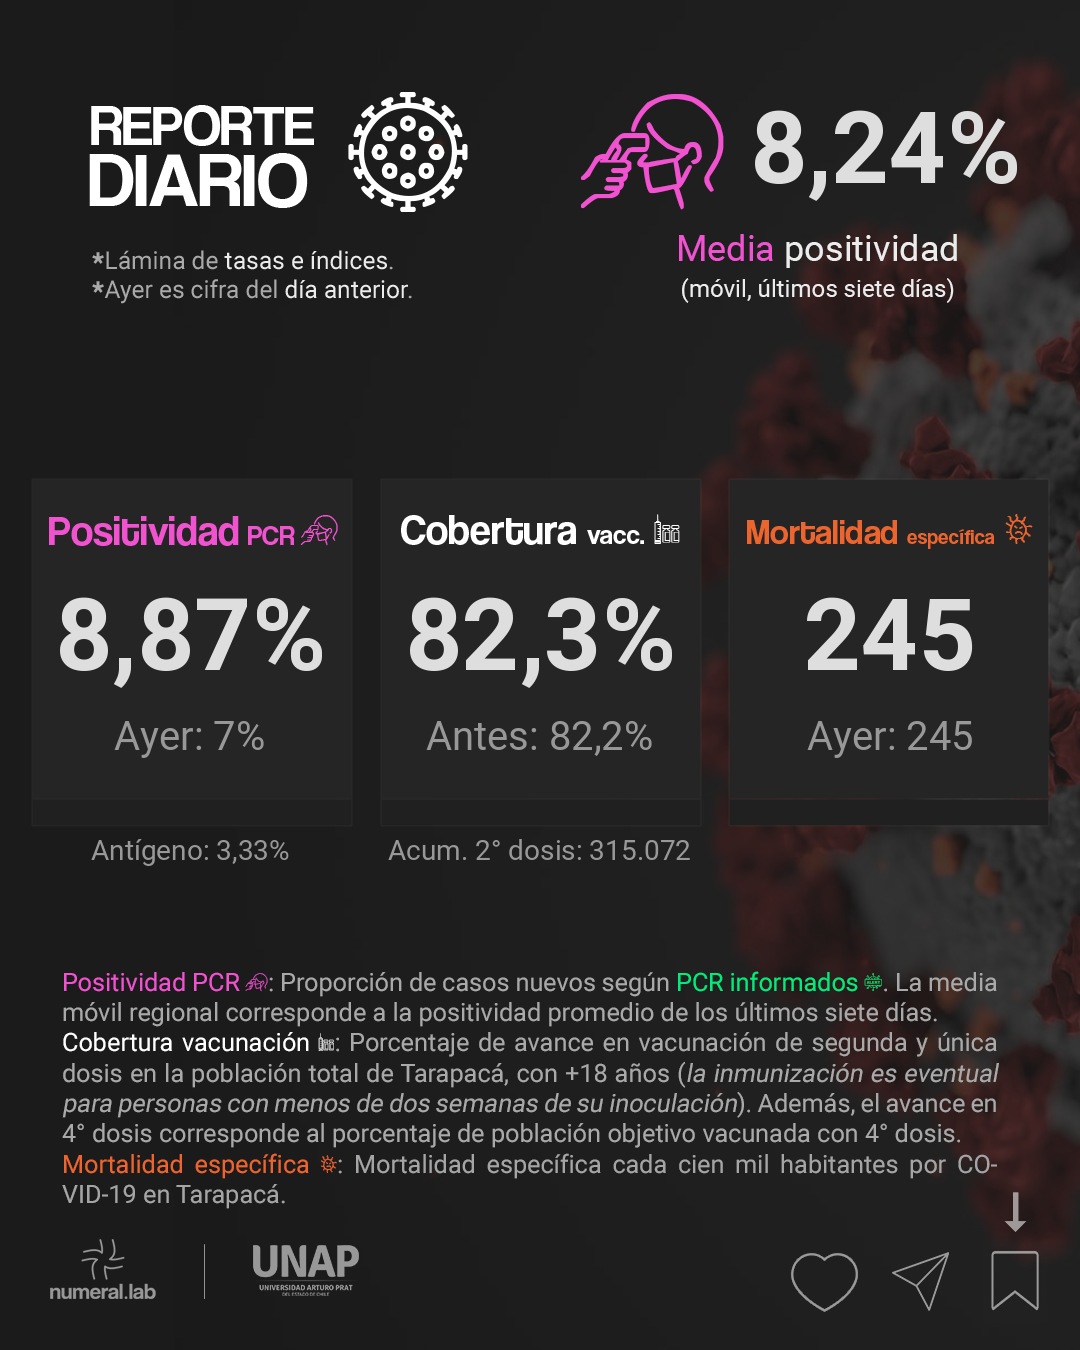 REPORTE
DIARIO
8,24%
*Lámina de tasas e índices.
*Ayer es cifra del día anterior.
Media positividad
(móvil, últimos siete días)
Positividad PCR
8,87%
Ayer: 7%
Antígeno: 3,33%
Cobertura vacc.
82,3%
Antes: 82,2%
Acum. 2° dosis: 315.072
Mortalidad específica
245
Ayer: 245
Positividad PCR : Proporción de casos nuevos según PCR informados . La media
móvil regional corresponde a la positividad promedio de los últimos siete días.
Cobertura vacunación : Porcentaje de avance en vacunación de segunda y única
dosis en la población total de Tarapacá, con +18 años (la inmunización es eventual
para personas con menos de dos semanas de su inoculación). Además, el avance en
4° dosis corresponde al porcentaje de población objetivo vacunada con 4° dosis.
Mortalidad específica : Mortalidad específica cada cien mil habitantes por CO-
VID-19 en Tarapacá.
numeral.lab
UNAP
UNIVERSIDAD ARTURO PRAT
DEL ESTADO DE CHILE